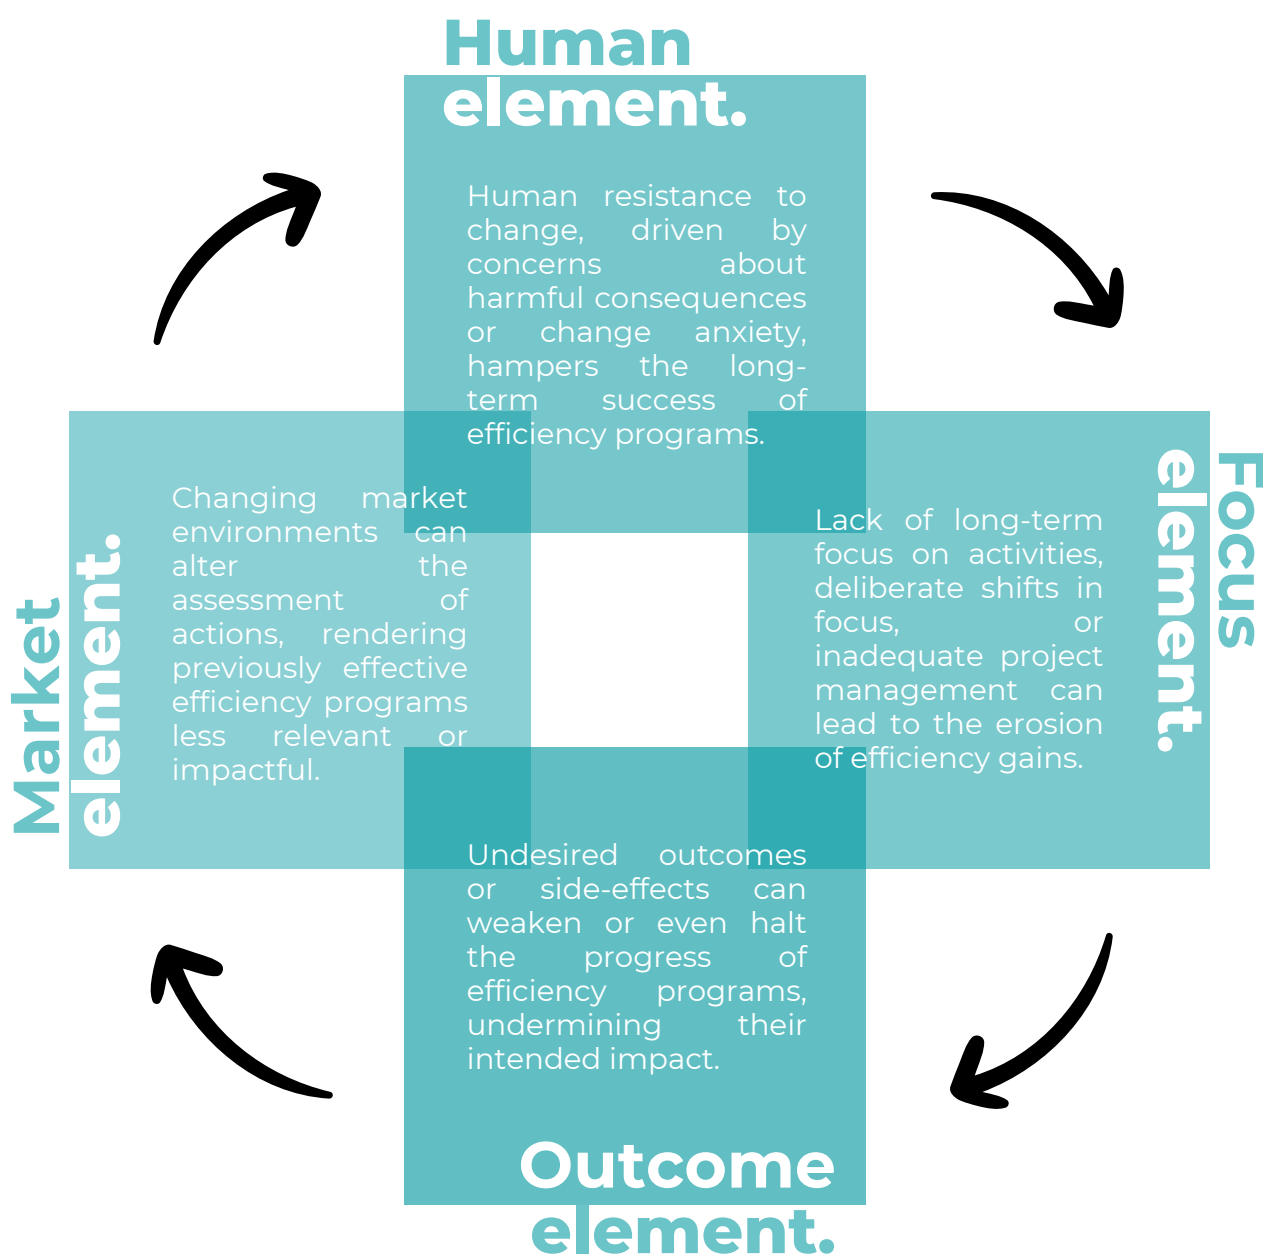 Human
element.
Human resistance to
change, driven by
concerns about
harmful consequences
or change anxiety,
hampers the long-
term success of
efficiency programs.
Focus
element.
Lack of long-term
focus on activities,
deliberate shifts in
focus, or
inadequate project
management can
lead to the erosion
of efficiency gains.
Undesired outcomes
or side-effects can
weaken or even halt
the progress of
efficiency programs,
undermining their
intended impact.
Outcome
element.
Market
element.
Changing market
environments can
alter the
assessment of
actions, rendering
previously effective
efficiency programs
less relevant or
impactful.